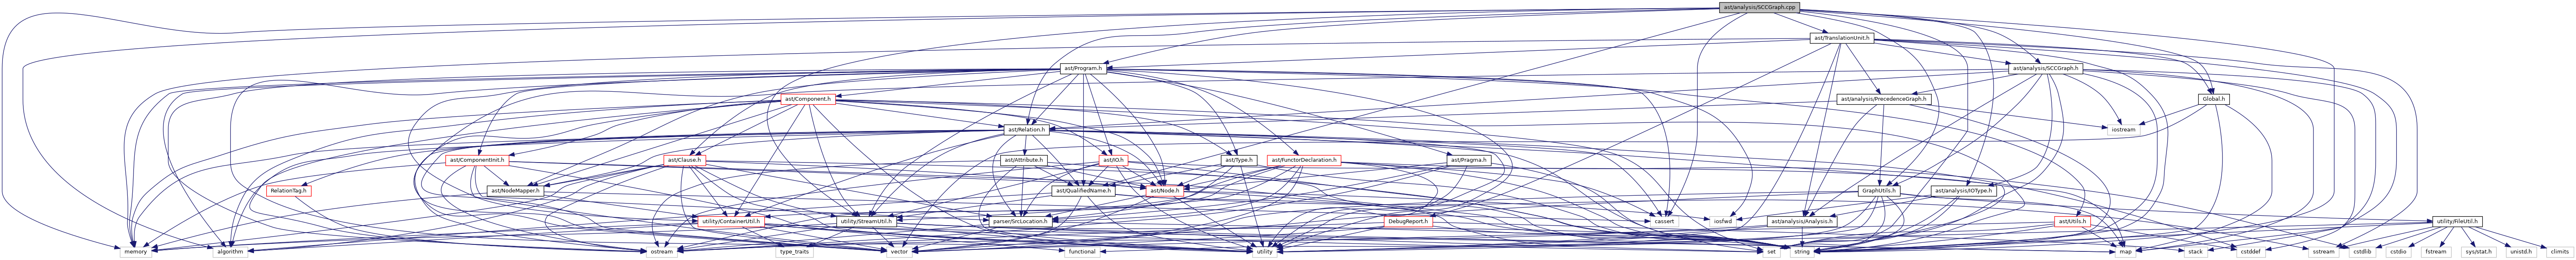 ast/analysis/SCCGraph.cpp
ast/TranslationUnit.h
ast/Program.h
ast/analysis/SCCGraph.h
ast/Component.h
ast/analysis/PrecedenceGraph.h
Global.h
ast/Relation.h
iostream
ast/ComponentInit.h
ast/Clause.h
ast/Attribute.h
ast/IO.h
ast/Type.h
ast/FunctorDeclaration.h
ast/Pragma.h
RelationTag.h
ast/NodeMapper.h
ast/QualifiedName.h
ast/Node.h
GraphUtils.h
ast/analysis/IOType.h
utility/ContainerUtil.h
utility/StreamUtil.h
parser/SrcLocation.h
DebugReport.h
cassert
iosfwd
ast/analysis/Analysis.h
ast/Utils.h
utility/FileUtil.h
memory
algorithm
ostream
type_traits
vector
functional
utility
set
string
map
stack
cstddef
sstream
cstdlib
cstdio
fstream
sys/stat.h
unistd.h
climits